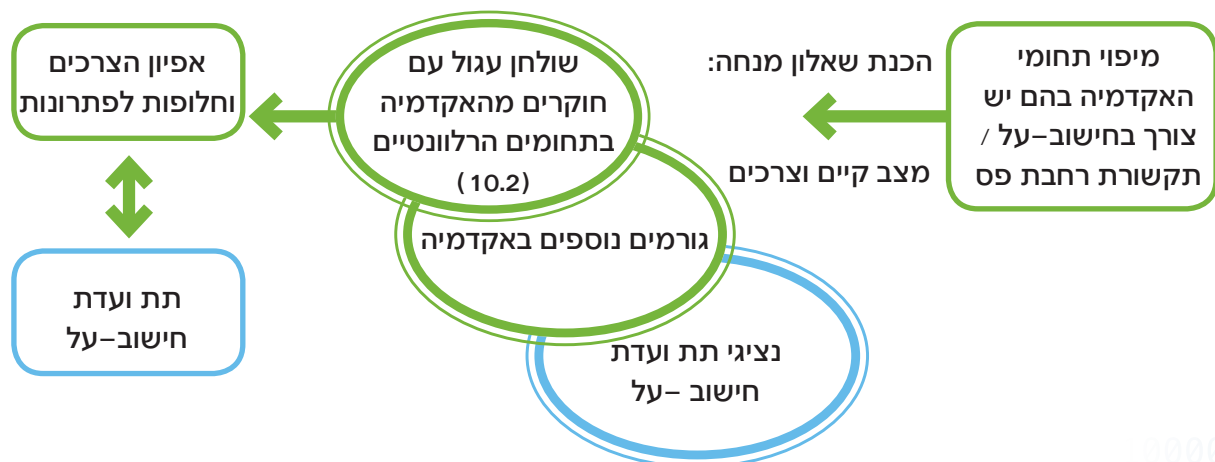 מיפוי תחומי
האקדמיה בהם יש
צורך בחישוב–על /
תקשורת רחבת פס
הכנת שאלון מנחה:
מצב קיים וצרכים
שולחן עגול עם
חוקרים מהאקדמיה
בתחומים הרלוונטיים
(10.2)
גורמים נוספים באקדמיה
נציגי תת ועדת
חישוב –על
אפיון הצרכים
וחלופות לפתרונות
תת ועדת
חישוב–על